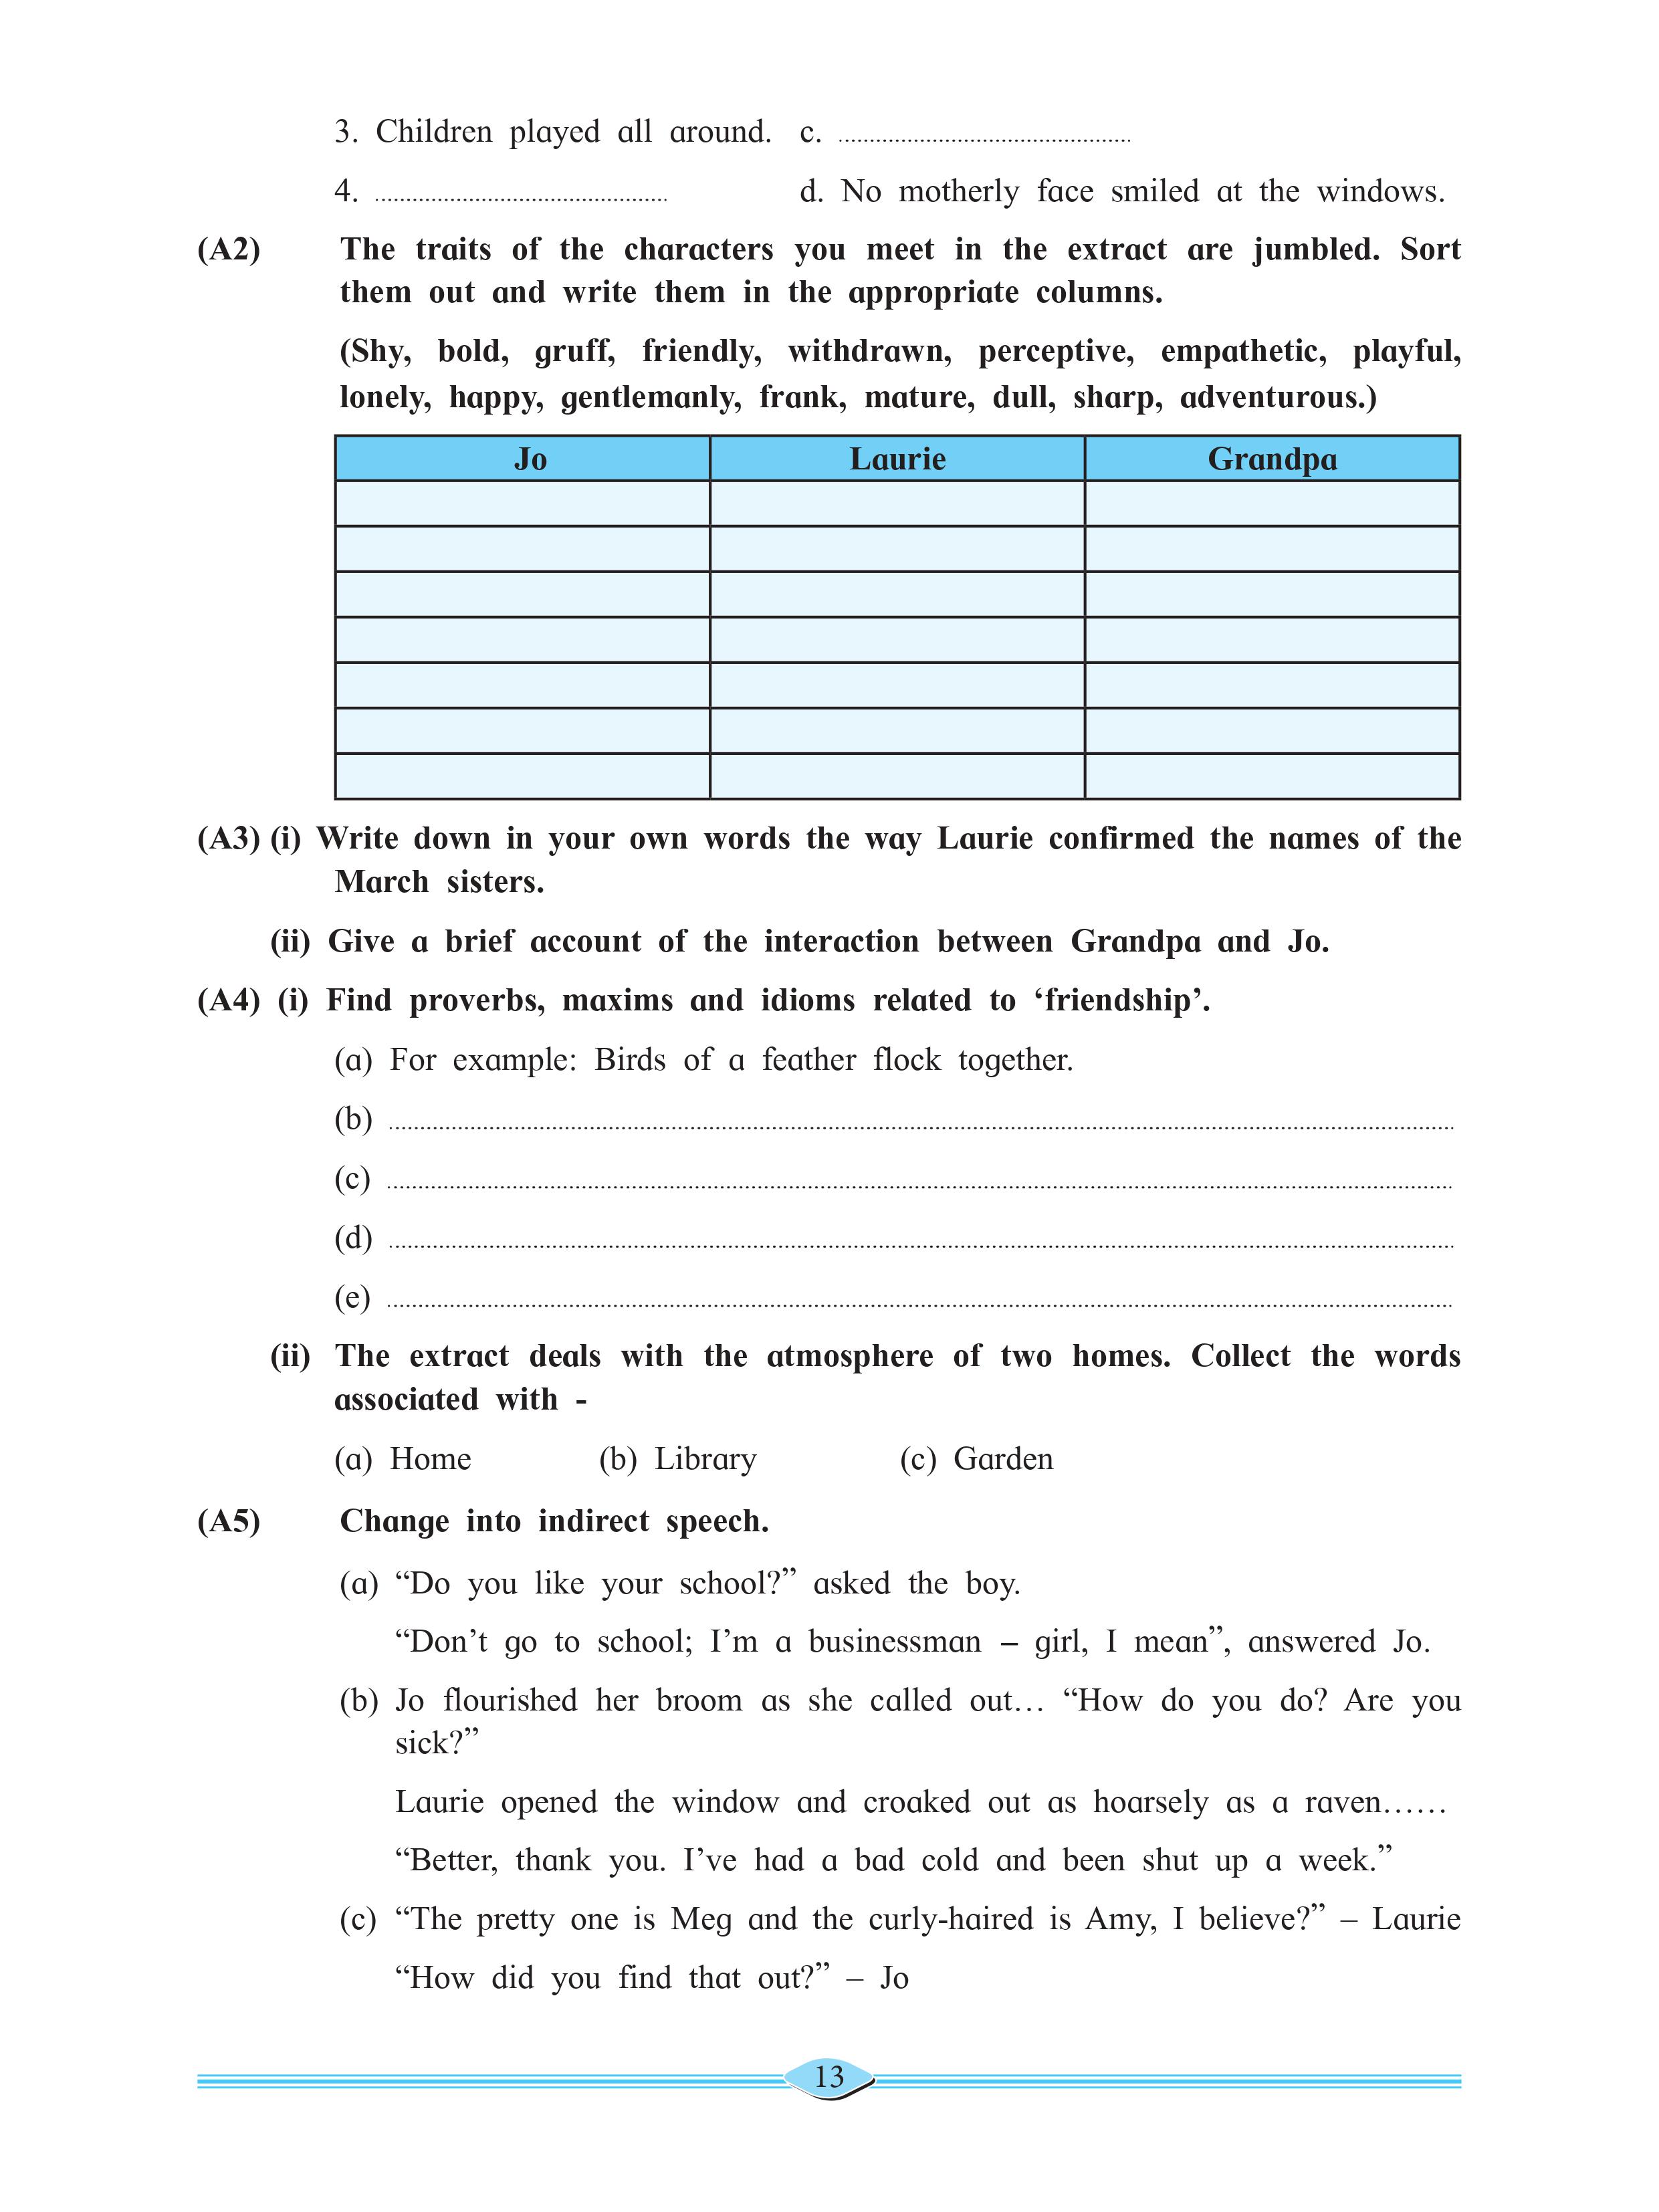 3. Children played all around. c. ................................................
4. ................................................ d. No motherly face smiled at the windows.
(A2) The traits of the characters you meet in the extract are jumbled. Sort
them out and write them in the appropriate columns.
(Shy, bold, gruff, friendly, withdrawn, perceptive, empathetic, playful,
lonely, happy, gentlemanly, frank, mature, dull, sharp, adventurous.)
Jo Laurie Grandpa
(A3) (i) Write down in your own words the way Laurie confirmed the names of the
March sisters.
(ii) Give a brief account of the interaction between Grandpa and Jo.
(A4) (i) Find proverbs, maxims and idioms related to ‘friendship’.
(a) For example: Birds of a feather flock together.
(b) ................................................
(c) ................................................
(d) ................................................
(e) ................................................
(ii) The extract deals with the atmosphere of two homes. Collect the words
associated with -
(a) Home (b) Library (c) Garden
(A5) Change into indirect speech.
(a) “Do you like your school?” asked the boy.
“Don’t go to school; I’m a businessman – girl, I mean”, answered Jo.
(b) Jo flourished her broom as she called out... “How do you do? Are you
sick?”
Laurie opened the window and croaked out as hoarsely as a raven......
“Better, thank you. I’ve had a bad cold and been shut up a week.”
(c) “The pretty one is Meg and the curly-haired is Amy, I believe?” – Laurie
“How did you find that out?” – Jo
13